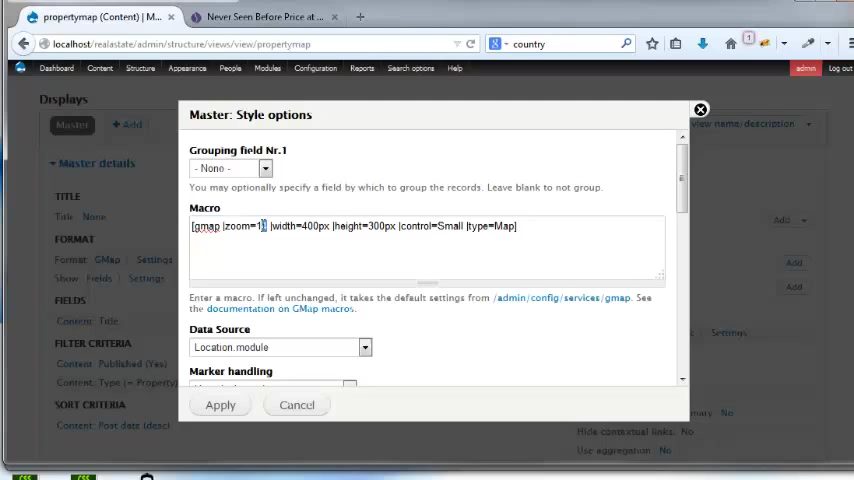 propertymap (Content) | M...
Never Seen Before Price at ...
localhost/realastate/admin/structure/views/view/propertymap
country
1
Dashboard Content Structure Appearance People Modules Configuration Reports Search options Help
admin Log out
Displays
Master Add view name/description
Master details
TITLE
Title: None
FORMAT
Format: GMap Settings
Show: Fields Settings
FIELDS
Content: Title
FILTER CRITERIA
Content: Published (Yes)
Content: Type (= Property)
SORT CRITERIA
Content: Post date (desc)
Master: Style options
Grouping field Nr.1
- None -
You may optionally specify a field by which to group the records. Leave blank to not group.
Macro
|width=400px |height=300px |control=Small |type=Map]
Enter a macro. If left unchanged, it takes the default settings from /admin/config/services/gmap. See
the documentation on GMap macros.
Data Source
Location.module
Marker handling
Apply Cancel
Add
Add
Add
Settings
No
Hide contextual links: No
Use aggregation: No